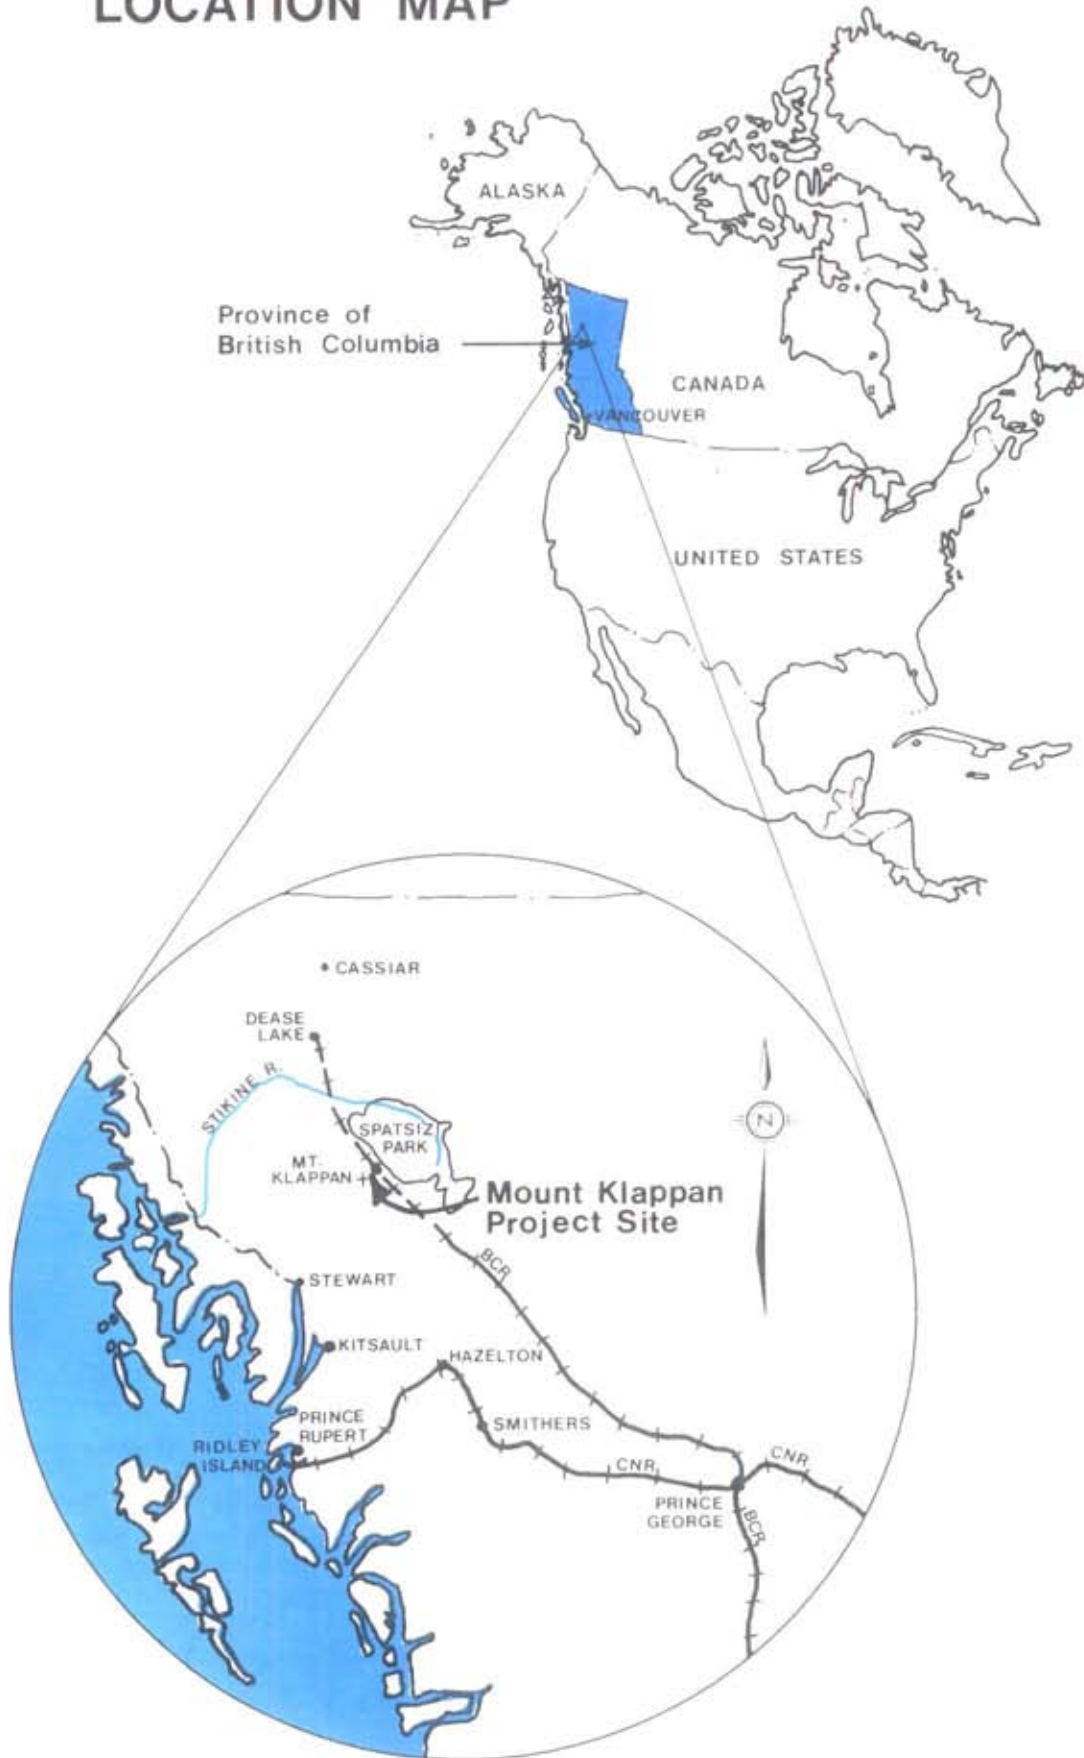 LOCATION MAP
ALASKA
Province of
British Columbia
CANADA
VANCOUVER
UNITED STATES
CASSIAR
DEASE
LAKE
STIKINE R.
SPATSIZI
PARK
MT.
KLAPPAN
Mount Klappan
Project Site
BCR
STEWART
KITSAULT
HAZELTON
PRINCE
RUPERT
SMITHERS
RIDLEY
ISLAND
CNR
CNR
PRINCE
GEORGE
BCR
Z